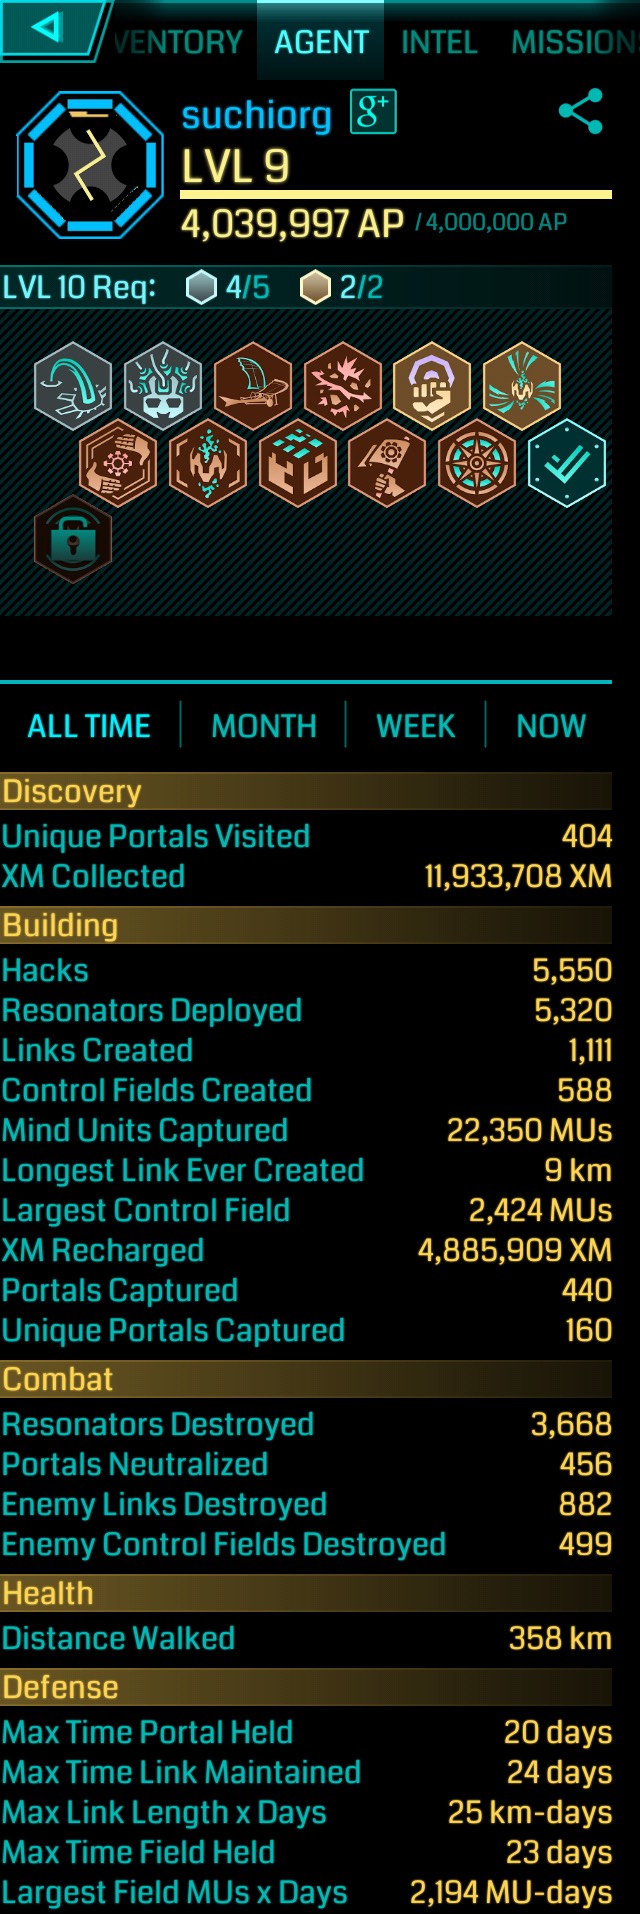 VENTORY AGENT INTEL MISSION
suchiorg g+
LVL 9
4,039,997 AP / 4,000,000 AP
LVL 10 Req: 4/5 2/2
ALL TIME MONTH WEEK NOW
Discovery
Unique Portals Visited 404
XM Collected 11,933,708 XM
Building
Hacks 5,550
Resonators Deployed 5,320
Links Created 1,111
Control Fields Created 588
Mind Units Captured 22,350 MUs
Longest Link Ever Created 9 km
Largest Control Field 2,424 MUs
XM Recharged 4,885,909 XM
Portals Captured 440
Unique Portals Captured 160
Combat
Resonators Destroyed 3,668
Portals Neutralized 456
Enemy Links Destroyed 882
Enemy Control Fields Destroyed 499
Health
Distance Walked 358 km
Defense
Max Time Portal Held 20 days
Max Time Link Maintained 24 days
Max Link Length x Days 25 km-days
Max Time Field Held 23 days
Largest Field MUs x Days 2,194 MU-days